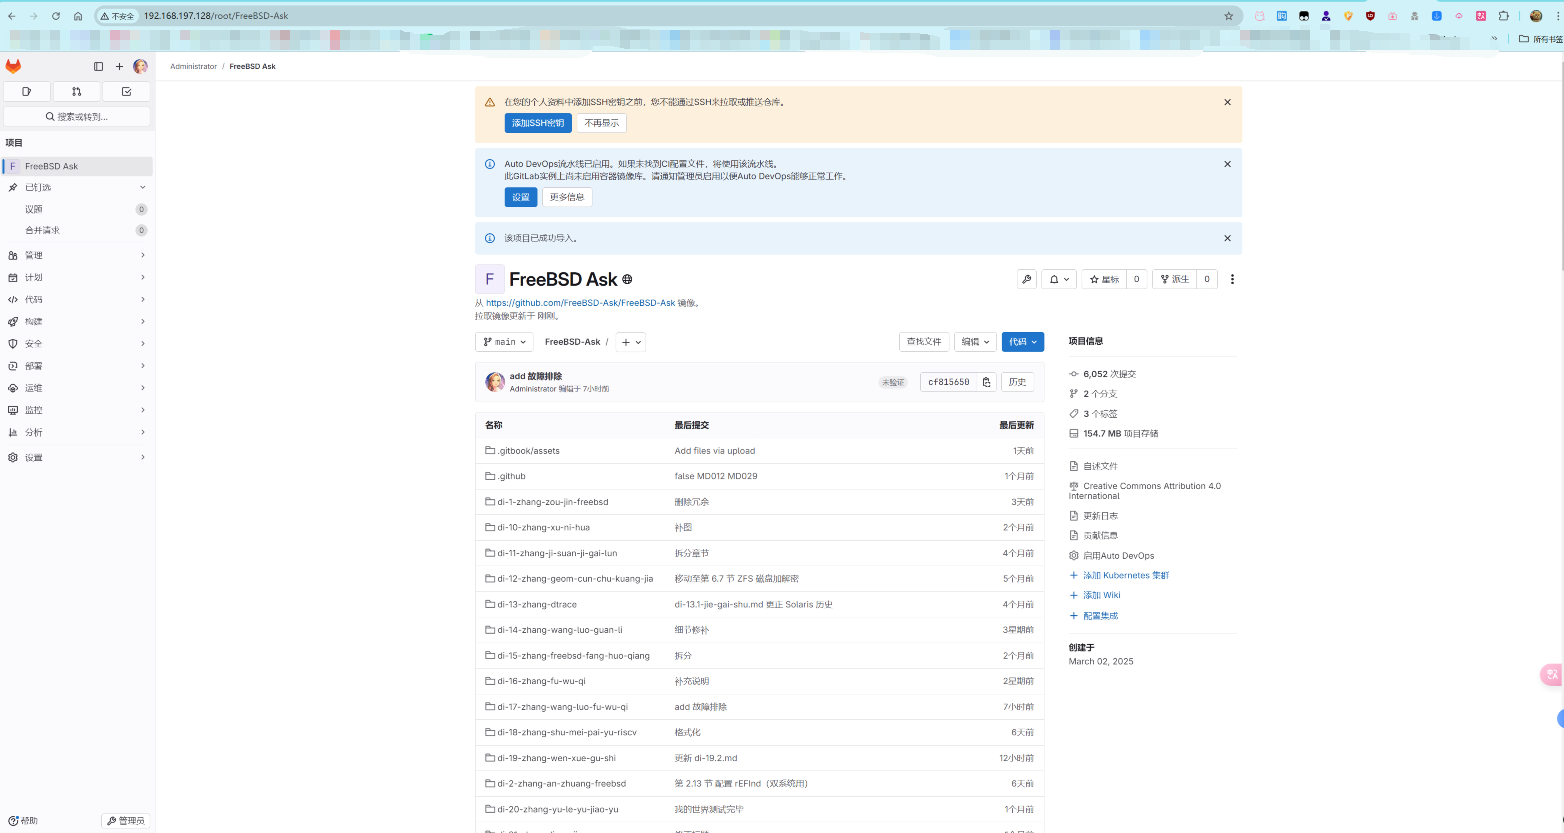 不安全 192.168.197.128/root/FreeBSD-Ask
所有书签
Administrator / FreeBSD Ask
搜索或转到...
项目
F FreeBSD Ask
已钉选
议题 0
合并请求 0
管理
计划
代码
构建
安全
部署
运维
监控
分析
设置
帮助
管理员
在您的个人资料中添加SSH密钥之前，您不能通过SSH来拉取或推送仓库。
添加SSH密钥 不再显示
Auto DevOps流水线已启用。如果未找到CI配置文件，将使用该流水线。
此GitLab实例上尚未启用容器镜像库。请通知管理员启用以便Auto DevOps能够正常工作。
设置 更多信息
该项目已成功导入。
F FreeBSD Ask
星标 0 派生 0
从 https://github.com/FreeBSD-Ask/FreeBSD-Ask 镜像。
拉取镜像更新于 刚刚。
main FreeBSD-Ask / 查找文件 编辑 代码
add 故障排除
Administrator 编辑于 7小时前
未验证 cf815650 历史
名称 最后提交 最后更新
.gitbook/assets Add files via upload 1天前
.github false MD012 MD029 1个月前
di-1-zhang-zou-jin-freebsd 删除冗余 3天前
di-10-zhang-xu-ni-hua 补图 2个月前
di-11-zhang-ji-suan-ji-gai-lun 拆分章节 4个月前
di-12-zhang-geom-cun-chu-kuang-jia 移动至第 6.7 节 ZFS 磁盘加解密 5个月前
di-13-zhang-dtrace di-13.1-jie-gai-shu.md 更正 Solaris 历史 4个月前
di-14-zhang-wang-luo-guan-li 细节修补 3星期前
di-15-zhang-freebsd-fang-huo-qiang 拆分 2个月前
di-16-zhang-fu-wu-qi 补充说明 2星期前
di-17-zhang-wang-luo-fu-wu-qi add 故障排除 7小时前
di-18-zhang-shu-mei-pai-yu-riscv 格式化 6天前
di-19-zhang-wen-xue-gu-shi 更新 di-19.2.md 12小时前
di-2-zhang-an-zhuang-freebsd 第 2.13 节 配置 rEFInd（双系统用） 6天前
di-20-zhang-yu-le-yu-jiao-yu 我的世界测试完毕 1个月前
项目信息
6,052 次提交
2 个分支
3 个标签
154.7 MB 项目存储
自述文件
Creative Commons Attribution 4.0
International
更新日志
贡献信息
启用Auto DevOps
添加 Kubernetes 集群
添加 Wiki
配置集成
创建于
March 02, 2025